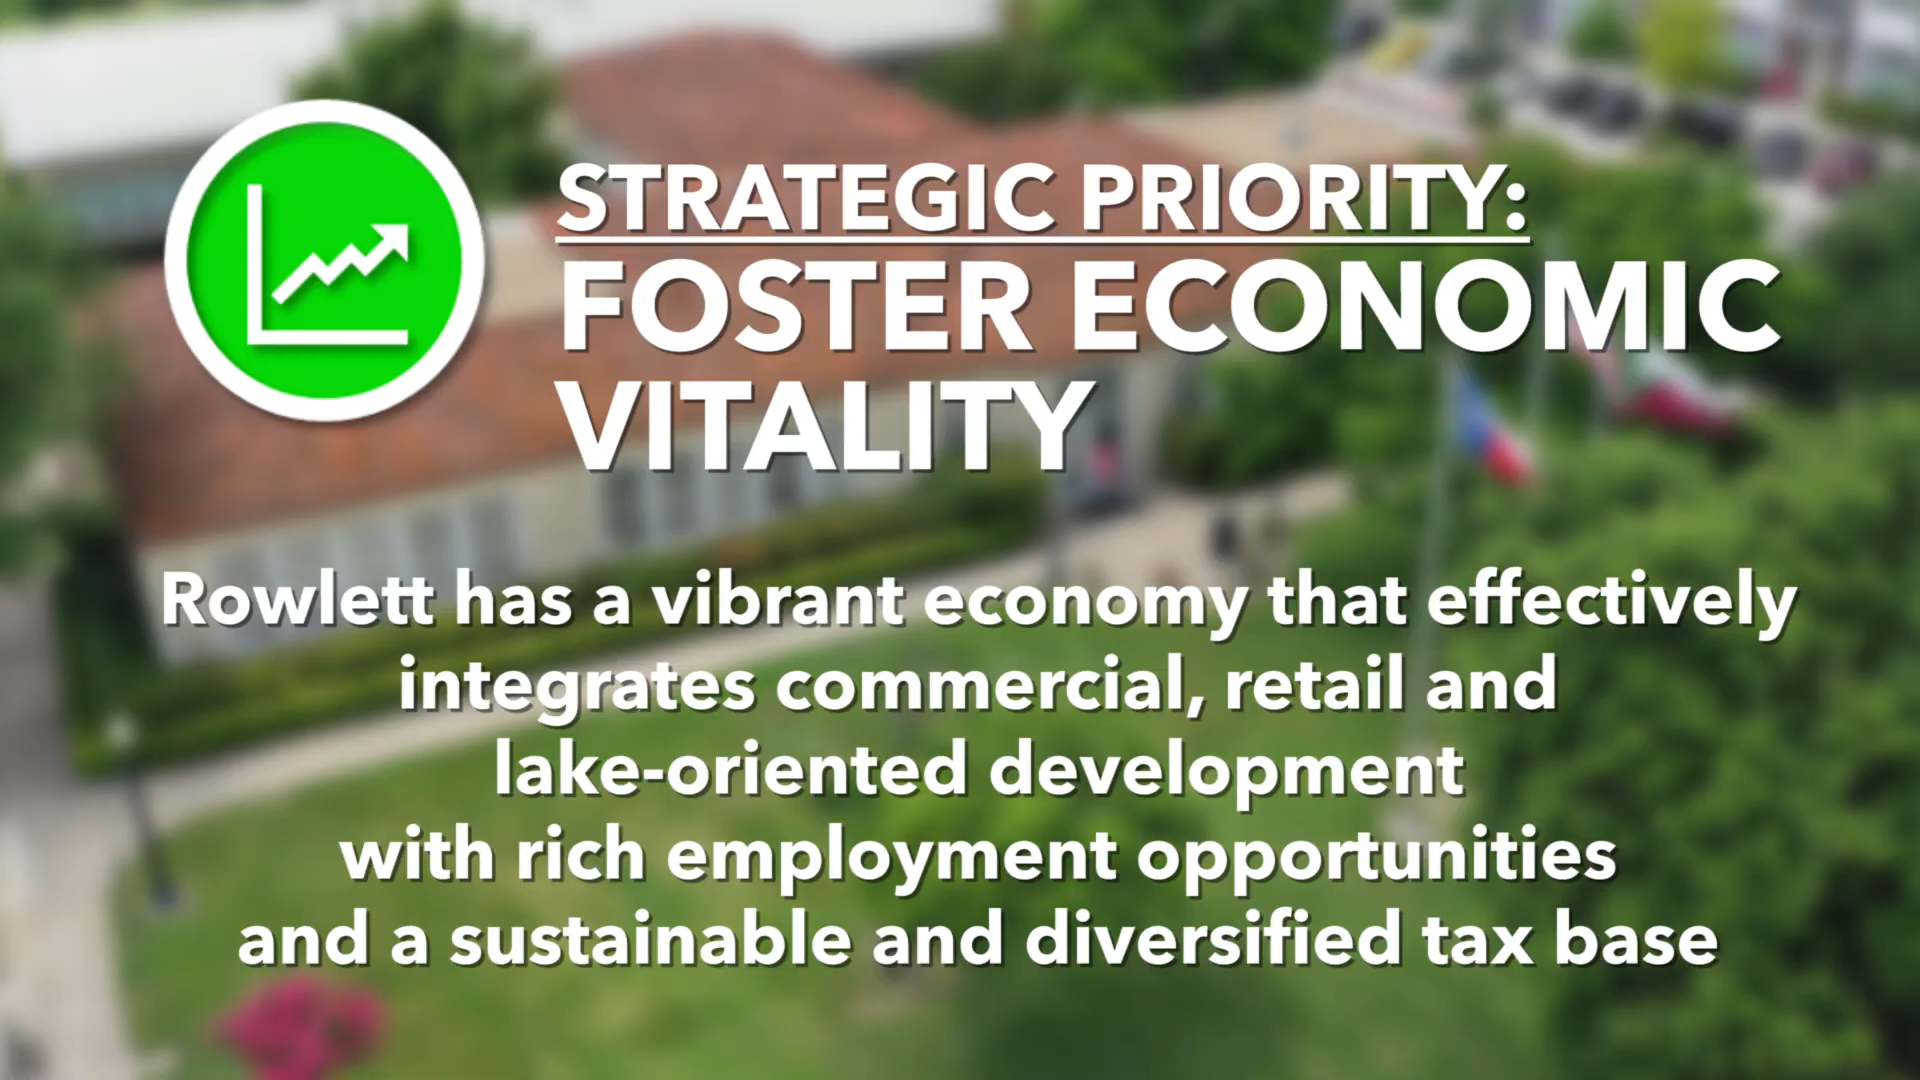 STRATEGIC PRIORITY:
FOSTER ECONOMIC
VITALITY
Rowlett has a vibrant economy that effectively
integrates commercial, retail and
lake-oriented development
with rich employment opportunities
and a sustainable and diversified tax base